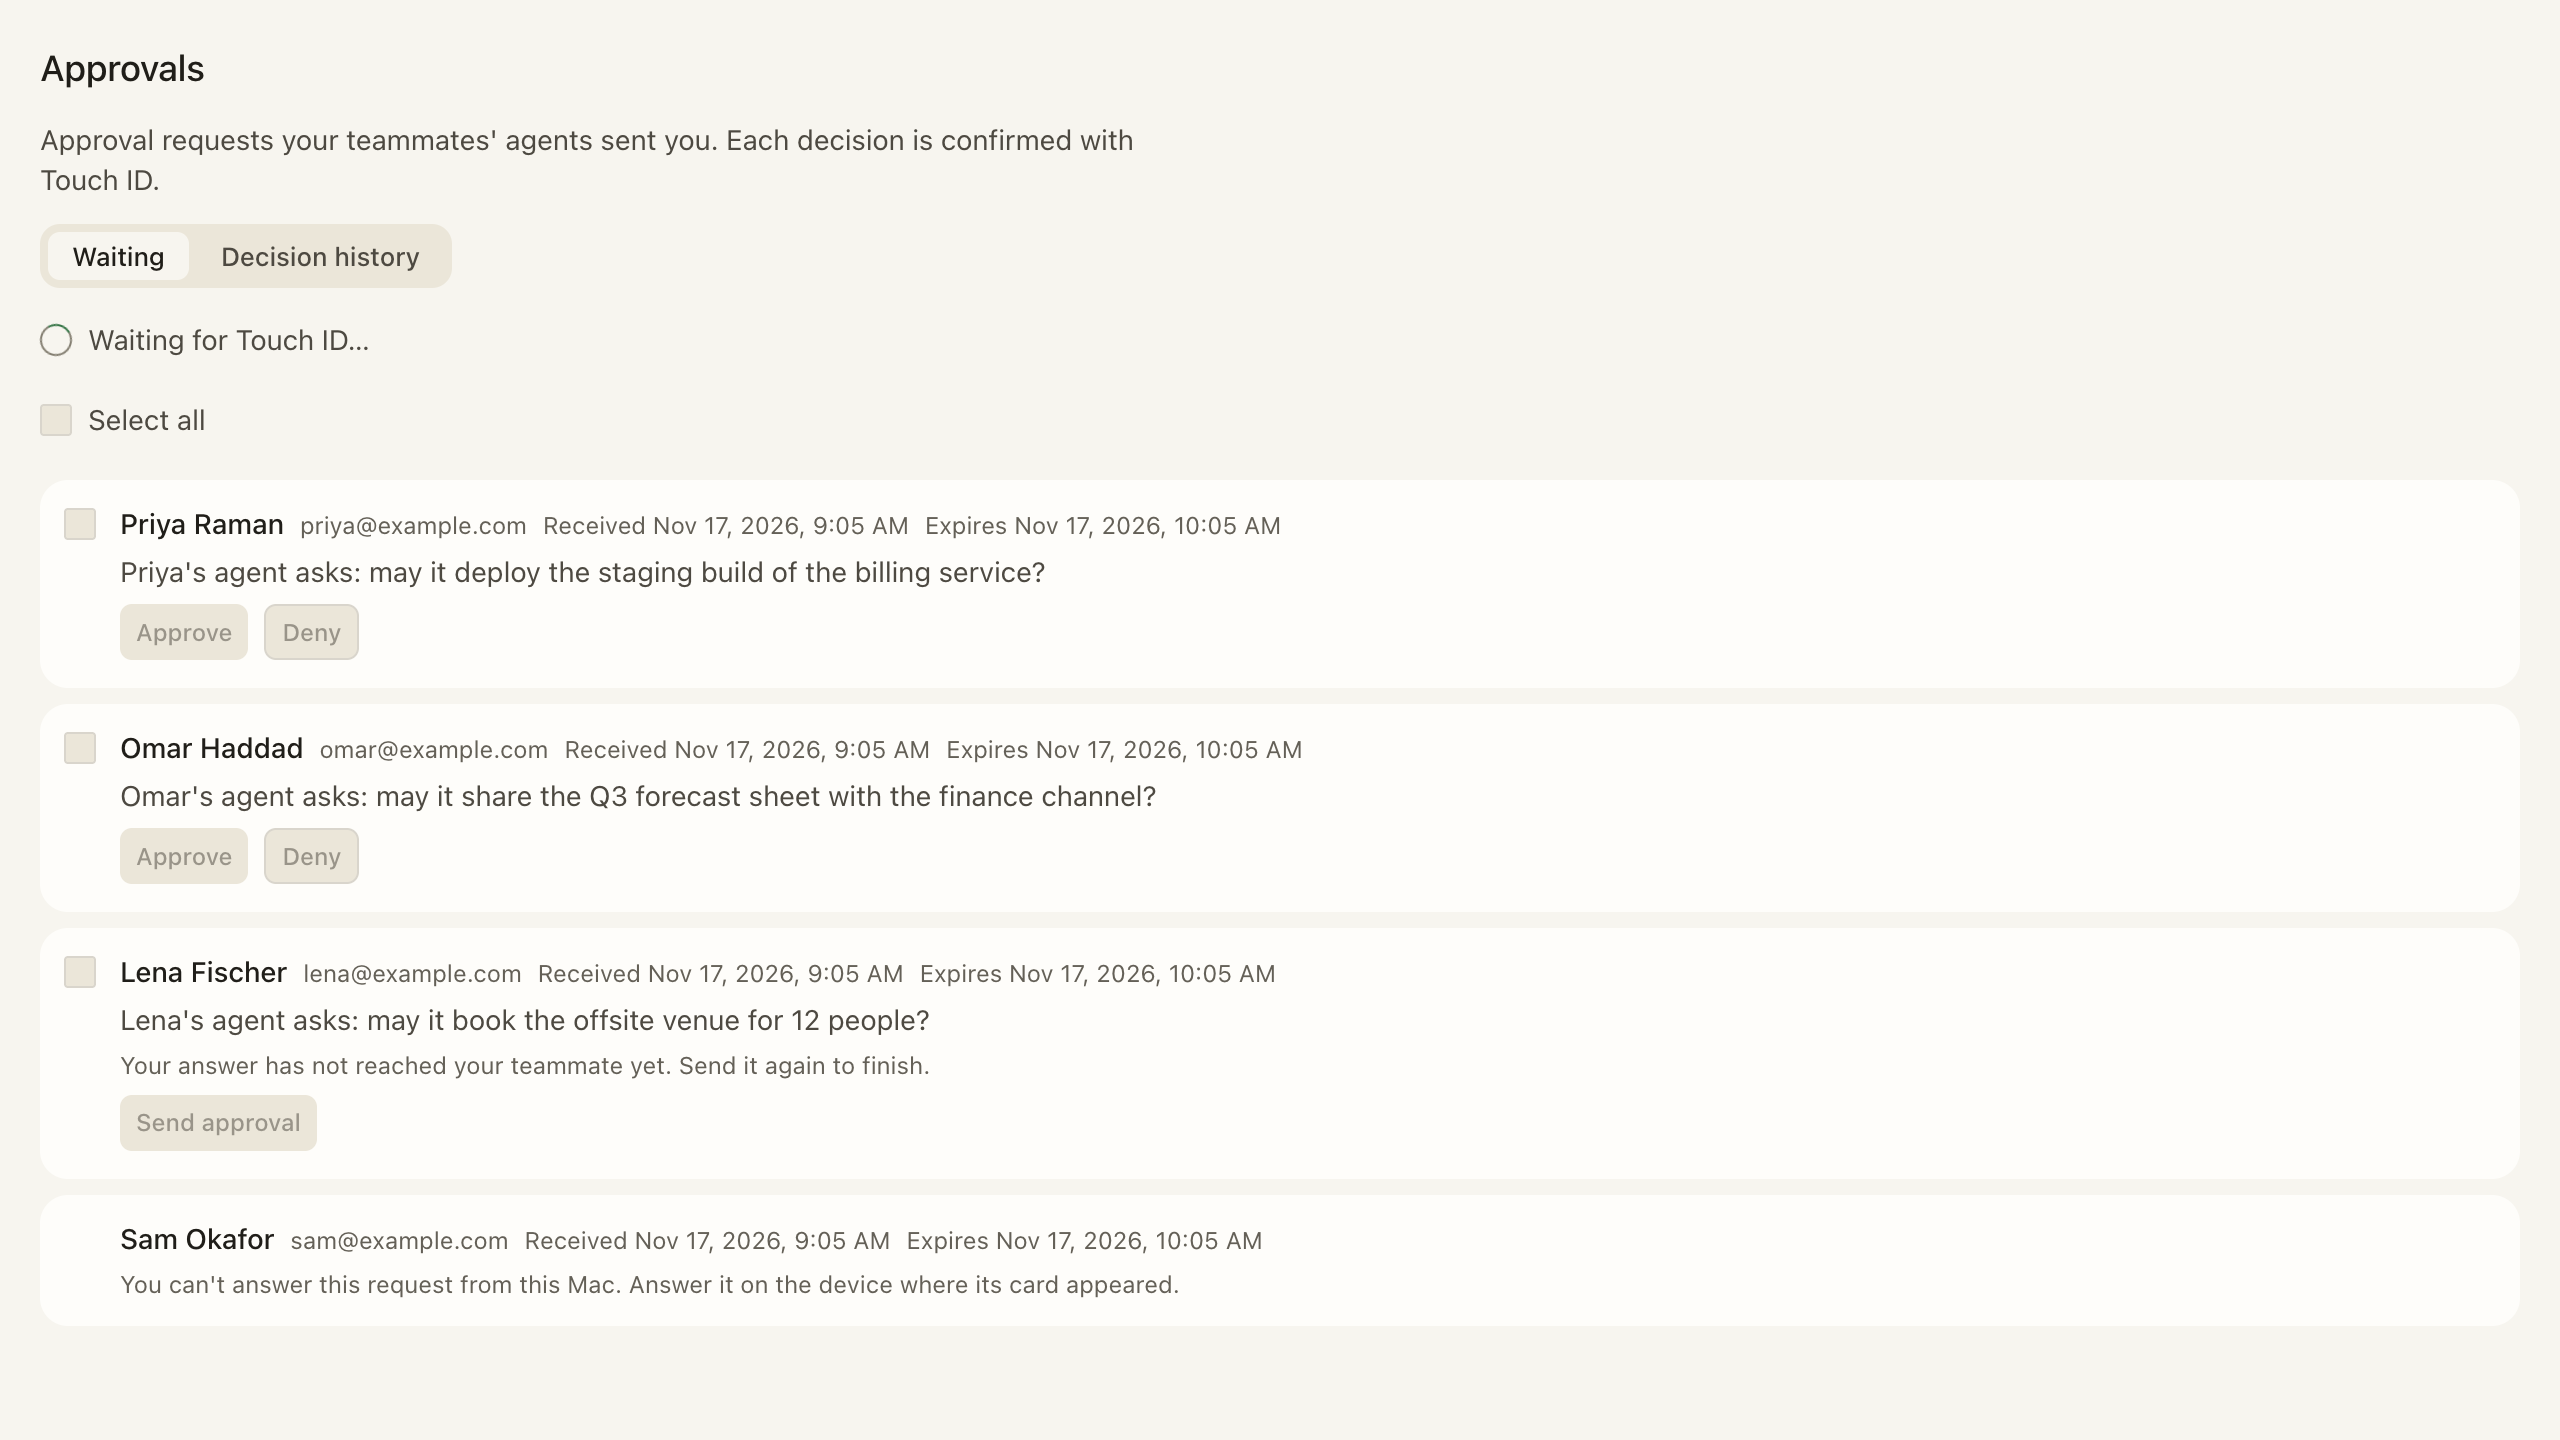 Approvals
Approval requests your teammates' agents sent you. Each decision is confirmed with
Touch ID.
Waiting Decision history
Waiting for Touch ID...
Select all
Priya Raman priya@example.com Received Nov 17, 2026, 9:05 AM Expires Nov 17, 2026, 10:05 AM
Priya's agent asks: may it deploy the staging build of the billing service?
Approve Deny
Omar Haddad omar@example.com Received Nov 17, 2026, 9:05 AM Expires Nov 17, 2026, 10:05 AM
Omar's agent asks: may it share the Q3 forecast sheet with the finance channel?
Approve Deny
Lena Fischer lena@example.com Received Nov 17, 2026, 9:05 AM Expires Nov 17, 2026, 10:05 AM
Lena's agent asks: may it book the offsite venue for 12 people?
Your answer has not reached your teammate yet. Send it again to finish.
Send approval
Sam Okafor sam@example.com Received Nov 17, 2026, 9:05 AM Expires Nov 17, 2026, 10:05 AM
You can't answer this request from this Mac. Answer it on the device where its card appeared.